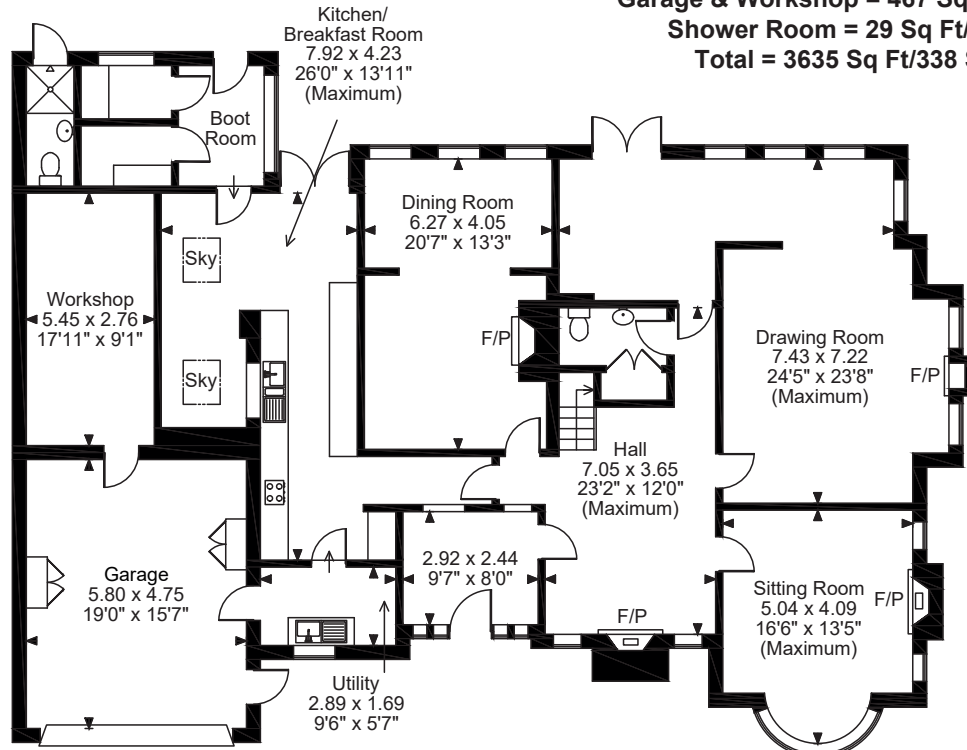 Garage & Workshop = 467 Sq
Shower Room = 29 Sq Ft/
Total = 3635 Sq Ft/338
Kitchen/
Breakfast Room
7.92 x 4.23
26'0" x 13'11"
(Maximum)
Boot
Room
Dining Room
6.27 x 4.05
20'7" x 13'3"
Sky
Workshop
5.45 x 2.76
17'11" x 9'1"
F/P
Drawing Room
7.43 x 7.22
24'5" x 23'8"
(Maximum)
F/P
Sky
Hall
7.05 x 3.65
23'2" x 12'0"
(Maximum)
2.92 x 2.44
9'7" x 8'0"
Garage
5.80 x 4.75
19'0" x 15'7"
Sitting Room
5.04 x 4.09
16'6" x 13'5"
(Maximum)
F/P
F/P
Utility
2.89 x 1.69
9'6" x 5'7"